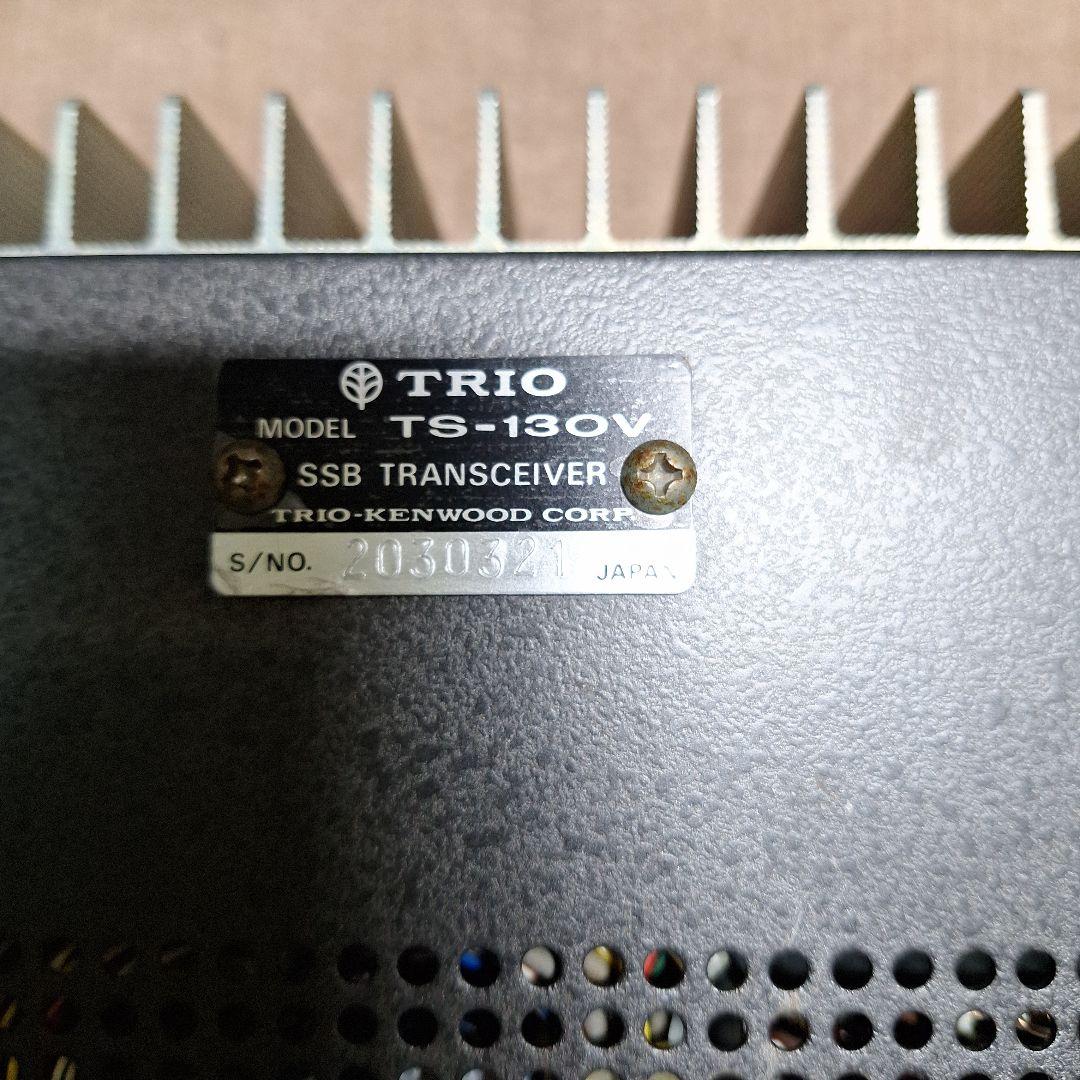 TRIO
MODEL TS-130V
SSB TRANSCEIVER
TRIO-KENWOOD CORP
S/NO. 2030321 JAPAN